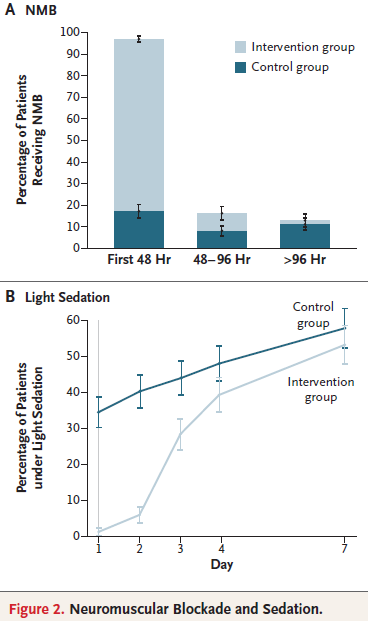 A NMB
Percentage of Patients
Receiving NMB
100
90
80
70
60
50
40
30
20
10
0
Intervention group
Control group
First 48 Hr
48–96 Hr
>96 Hr
B Light Sedation
Percentage of Patients
under Light Sedation
60
50
40
30
20
10
0
Control
group
Intervention
group
1
2
3
4
7
Day
Figure 2. Neuromuscular Blockade and Sedation.